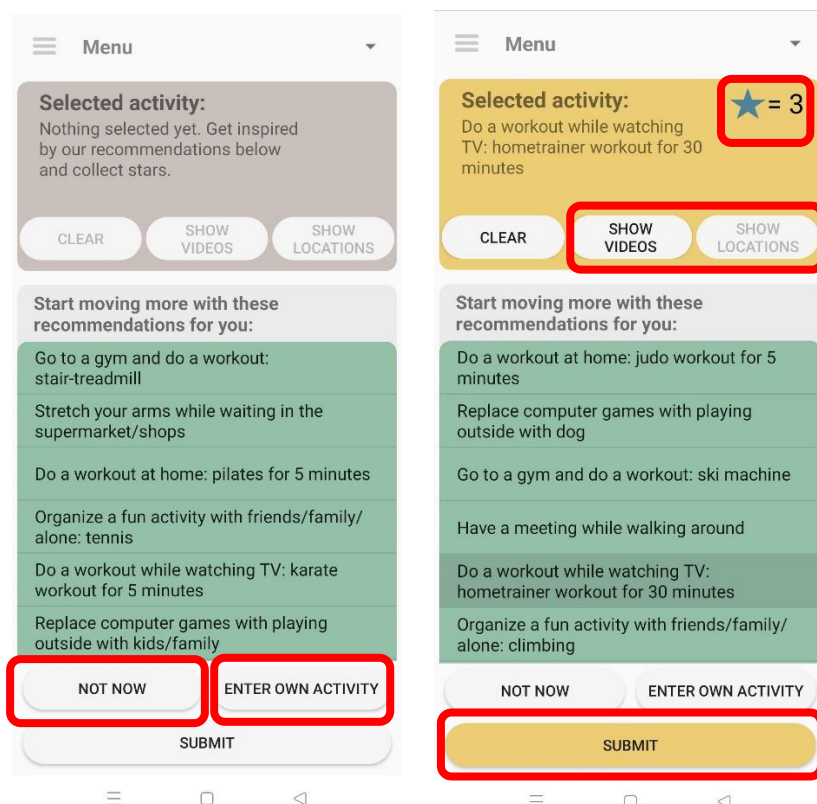 Menu
Selected activity:
Nothing selected yet. Get inspired
by our recommendations below
and collect stars.
CLEAR
SHOW
VIDEOS
SHOW
LOCATIONS
Start moving more with these
recommendations for you:
Go to a gym and do a workout:
stair-treadmill
Stretch your arms while waiting in the
supermarket/shops
Do a workout at home: pilates for 5 minutes
Organize a fun activity with friends/family/
alone: tennis
Do a workout while watching TV: karate
workout for 5 minutes
Replace computer games with playing
outside with kids/family
NOT NOW
ENTER OWN ACTIVITY
SUBMIT
Menu
Selected activity:
= 3
Do a workout while watching
TV: hometrainer workout for 30
minutes
CLEAR
SHOW
VIDEOS
SHOW
LOCATIONS
Start moving more with these
recommendations for you:
Do a workout at home: judo workout for 5
minutes
Replace computer games with playing
outside with dog
Go to a gym and do a workout: ski machine
Have a meeting while walking around
Do a workout while watching TV:
hometrainer workout for 30 minutes
Organize a fun activity with friends/family/
alone: climbing
NOT NOW
ENTER OWN ACTIVITY
SUBMIT